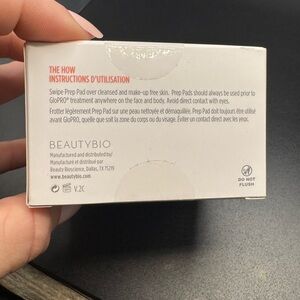 THE HOW
INSTRUCTIONS D'UTILISATION
Swipe Prep Pad over cleansed and make-up free skin. Prep Pads should always be used prior to
GloPRO® treatment anywhere on the face and body. Avoid direct contact with eyes.
Frotter légèrement Prep Pad sur une peau nettoyée et démaquillée. Prep Pad doit toujours être utilisé
avant GloPRO, quelle que soit la zone du corps ou du visage. Éviter un contact direct avec les yeux.
BEAUTYBIO
Manufactured and distributed by/
Manufacturé et distribué par
Beauty Bioscience, Dallas, TX 75219
www.beautybio.com
V.2C
DO NOT
FLUSH